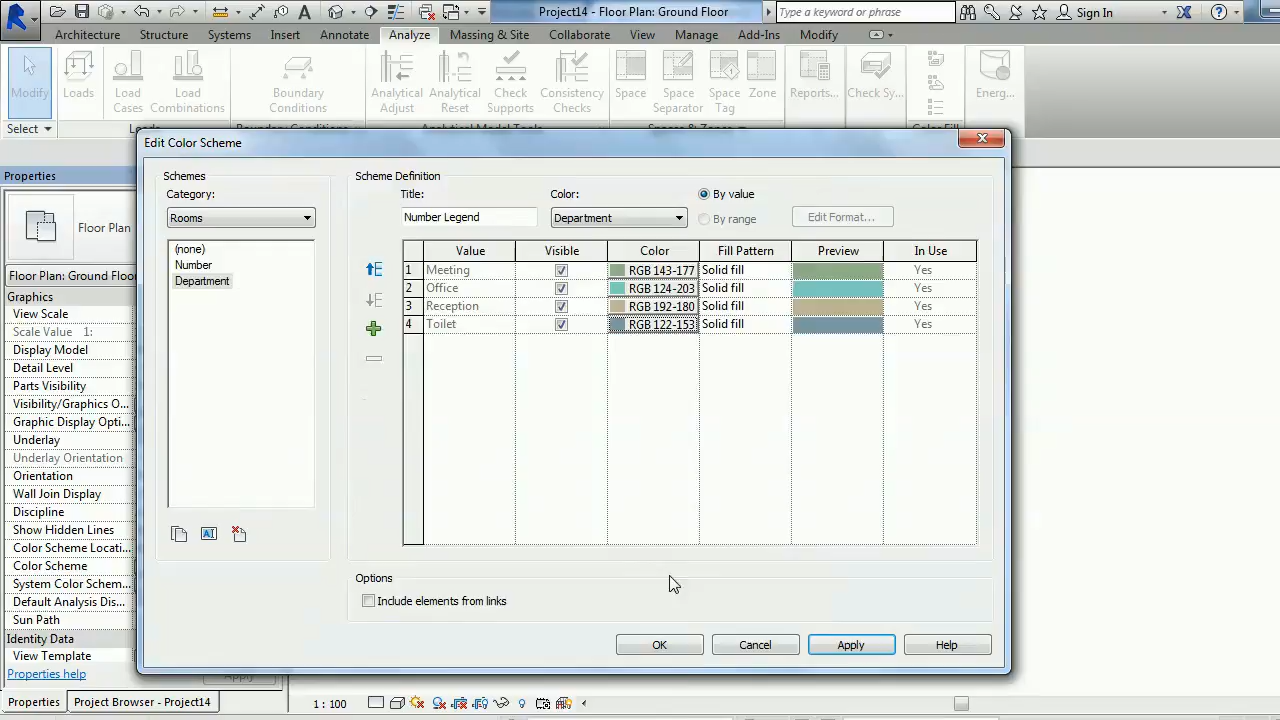 Project14 - Floor Plan: Ground Floor
Type a keyword or phrase
Sign In
Architecture Structure Systems Insert Annotate Analyze Massing & Site Collaborate View Manage Add-Ins Modify
Modify
Loads
Load Cases
Load Combinations
Boundary Conditions
Analytical Adjust
Analytical Reset
Check Supports
Consistency Checks
Space
Space Separator
Space Tag
Zone
Reports...
Check Sy...
Energ...
Select
Edit Color Scheme
Properties
Floor Plan
Floor Plan: Ground Floor
Graphics
View Scale
Scale Value 1:
Display Model
Detail Level
Parts Visibility
Visibility/Graphics O...
Graphic Display Opti...
Underlay
Underlay Orientation
Orientation
Wall Join Display
Discipline
Show Hidden Lines
Color Scheme Locati...
Color Scheme
System Color Schem...
Default Analysis Dis...
Sun Path
Identity Data
View Template
Properties help
Apply
Schemes
Category:
Rooms
(none)
Number
Department
Scheme Definition
Title:
Number Legend
Color:
Department
By value
By range
Edit Format...
Value Visible Color Fill Pattern Preview In Use
1 Meeting RGB 143-177 Solid fill Yes
2 Office RGB 124-203 Solid fill Yes
3 Reception RGB 192-180 Solid fill Yes
4 Toilet RGB 122-153 Solid fill Yes
Options
Include elements from links
OK Cancel Apply Help
Properties Project Browser - Project14
1 : 100